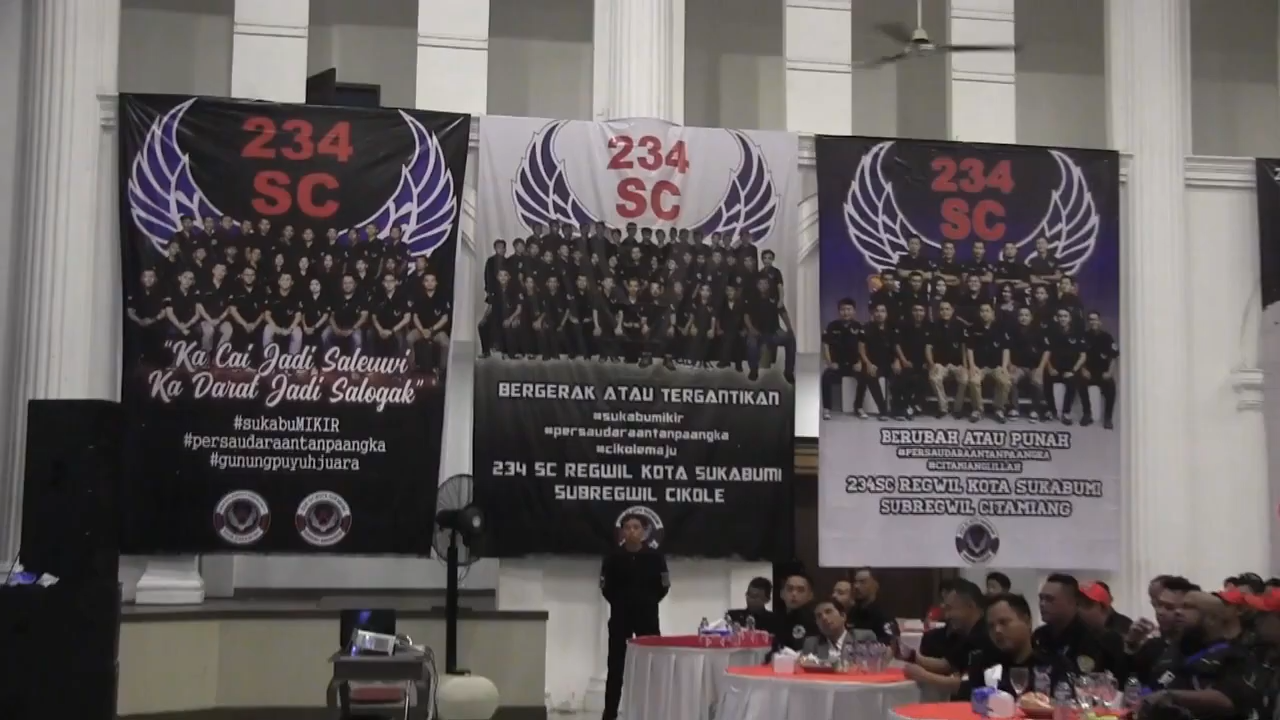 234
SC
"Ka Cai Jadi Saleuwi
Ka Darat Jadi Salogak"
#sukabuMIKIR
#persaudaraantanpaangka
#gunungpuyuhjuara
234
SC
BERGERAK ATAU TERGANTIKAN
#sukabumikir
#persaudaraantanpaangka
#cikolemaju
234 SC REGWIL KOTA SUKABUMI
SUBREGWIL CIKOLE
234
SC
BERUBAH ATAU PUNAH
#PERSAUDARAANTANPAANGKA
#CITAMIANGLILLAH
234SC REGWIL KOTA SUKABUMI
SUBREGWIL CITAMIANG